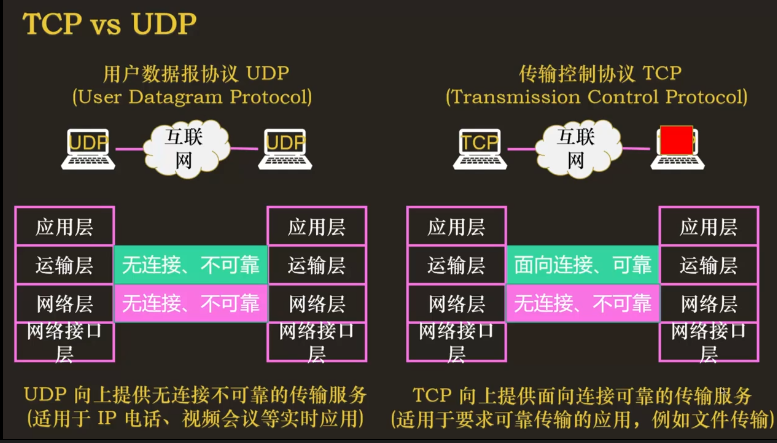 TCP vs UDP
用户数据报协议 UDP
(User Datagram Protocol)
UDP
互联
网
UDP
应用层
应用层
运输层
无连接、不可靠
运输层
网络层
无连接、不可靠
网络层
网络接口
层
网络接口
层
UDP 向上提供无连接不可靠的传输服务
(适用于 IP 电话、视频会议等实时应用)
传输控制协议 TCP
(Transmission Control Protocol)
TCP
互联
网
应用层
应用层
运输层
面向连接、可靠
运输层
网络层
无连接、不可靠
网络层
网络接口
层
网络接口
层
TCP 向上提供面向连接可靠的传输服务
(适用于要求可靠传输的应用，例如文件传输)